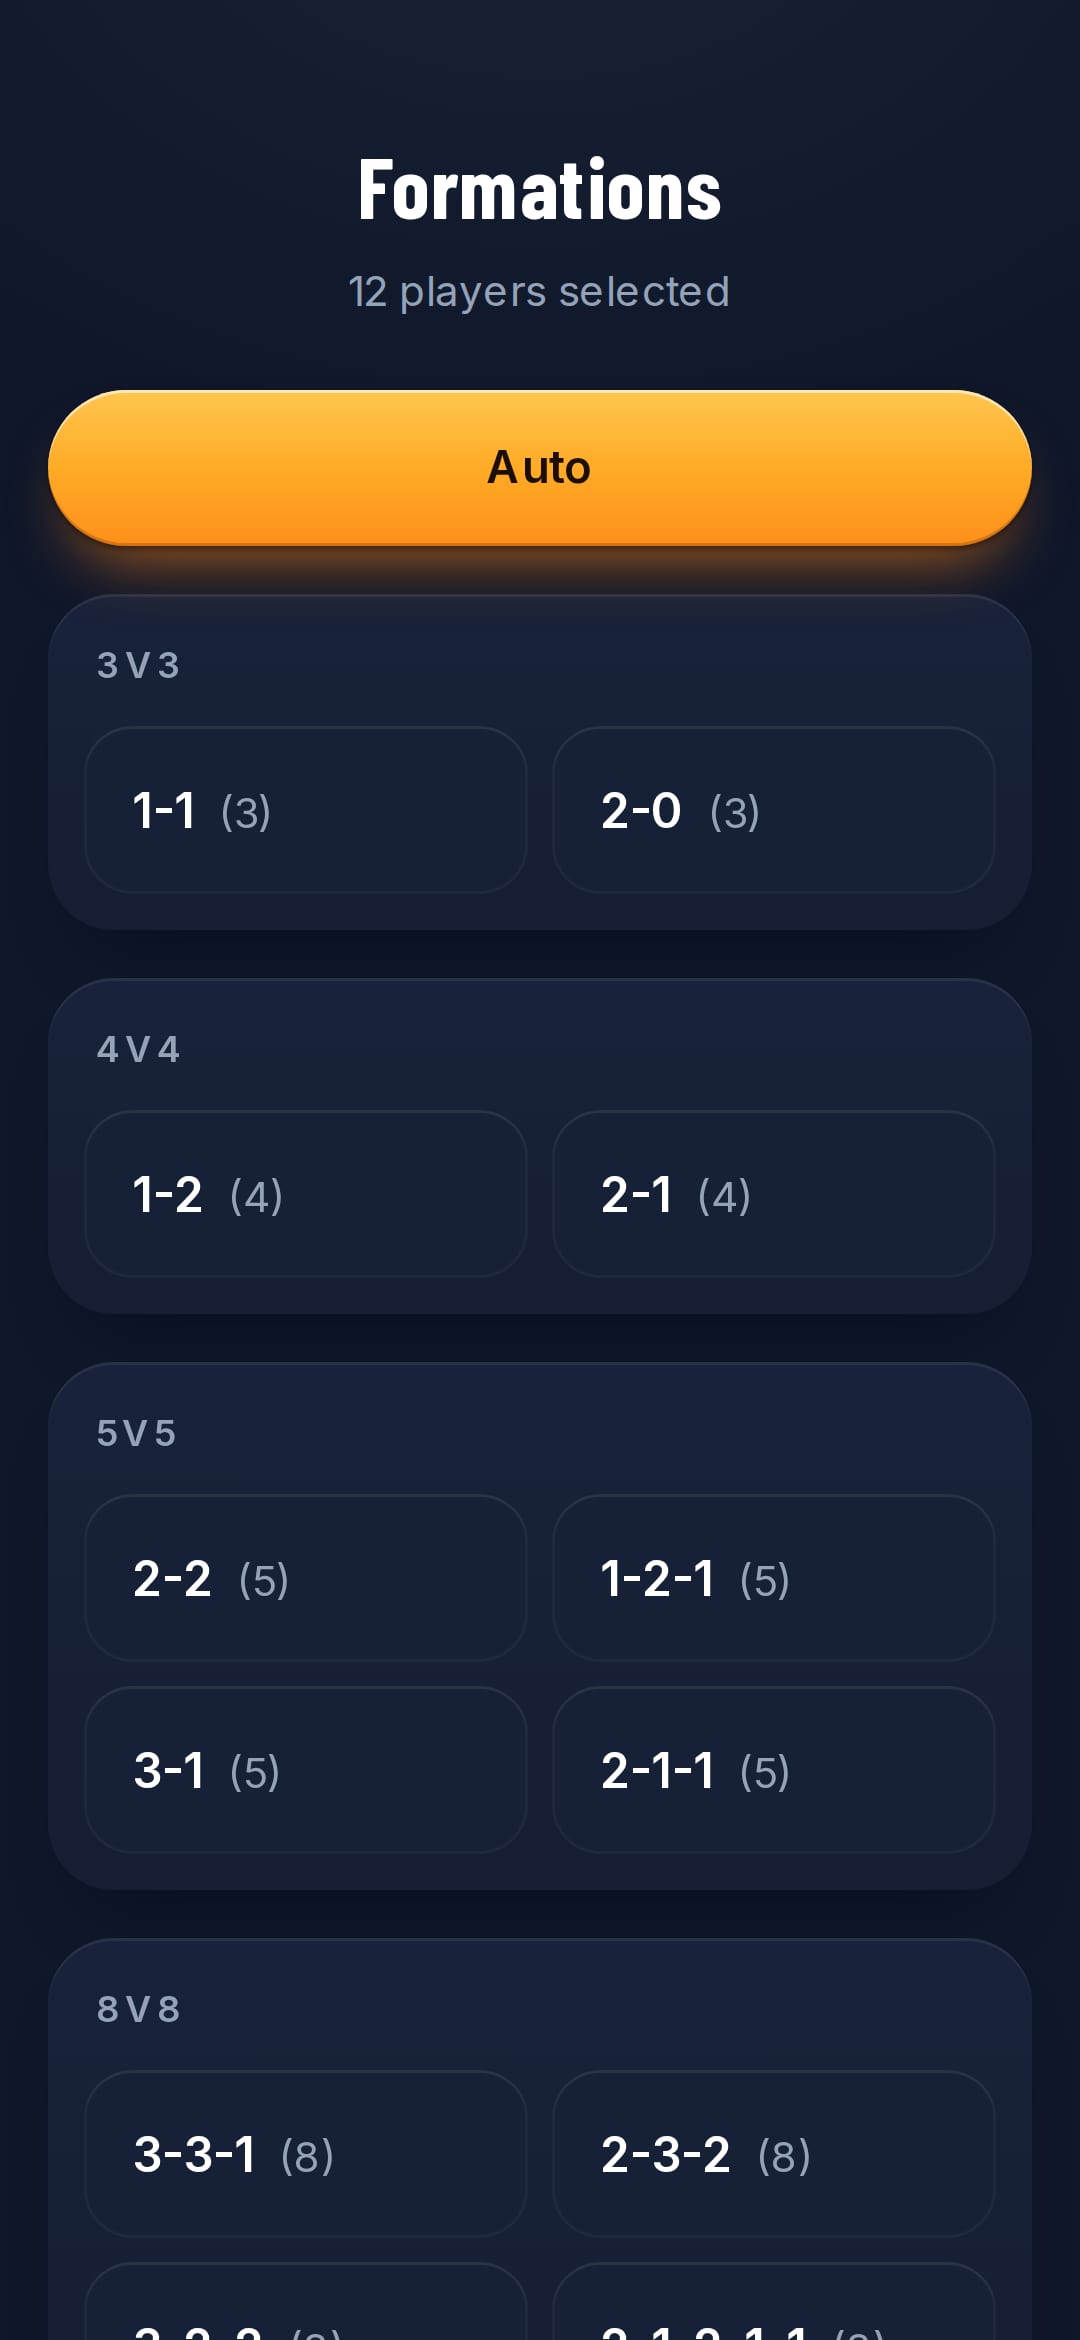 Formations
12 players selected
Auto
3V3
1-1 (3)
2-0 (3)
4V4
1-2 (4)
2-1 (4)
5V5
2-2 (5)
1-2-1 (5)
3-1 (5)
2-1-1 (5)
8V8
3-3-1 (8)
2-3-2 (8)